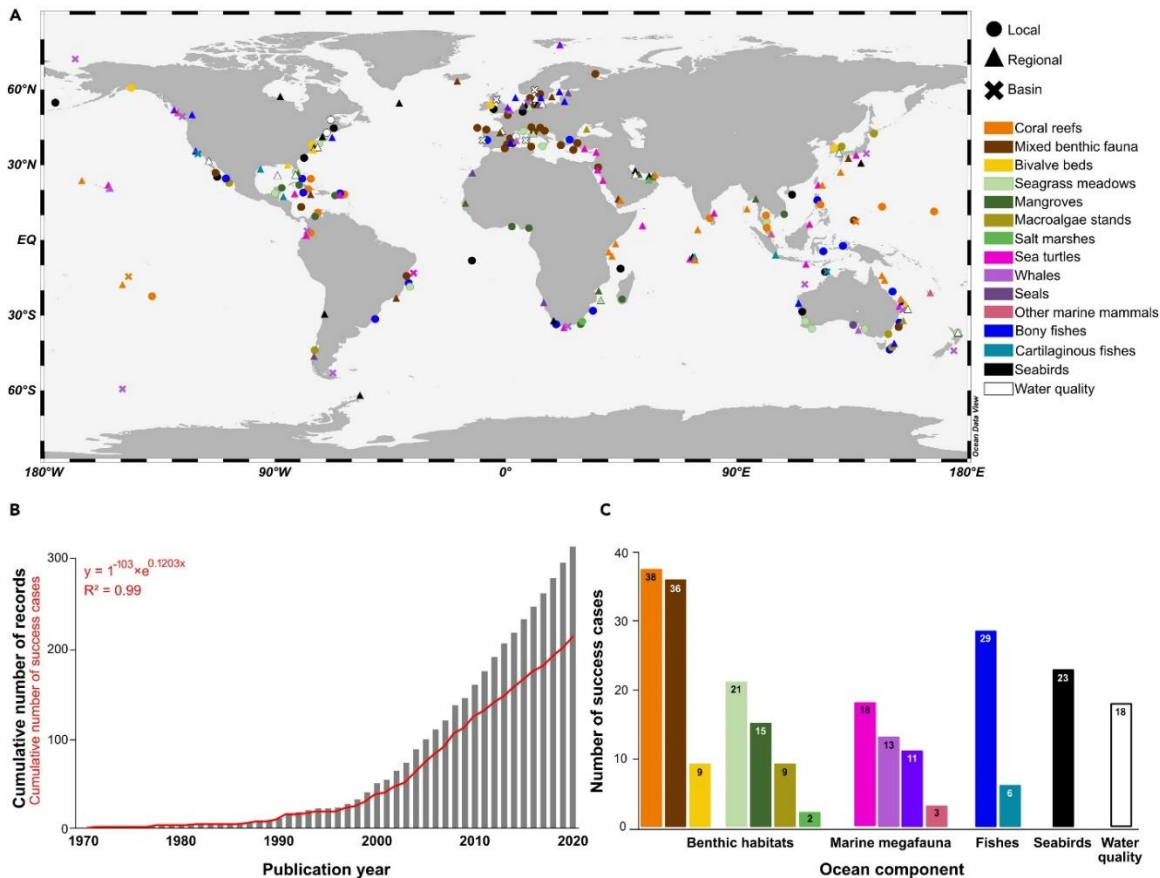 A
60°N
30°N
EQ
30°S
60°S
180°W
90°W
0°
90°E
180°E
Ocean Data View
Local
Regional
Basin
Coral reefs
Mixed benthic fauna
Bivalve beds
Seagrass meadows
Mangroves
Macroalgae stands
Salt marshes
Sea turtles
Whales
Seals
Other marine mammals
Bony fishes
Cartilaginous fishes
Seabirds
Water quality
B
Cumulative number of records
Cumulative number of success cases
y = 1^-103 ×e^0.1203x
R² = 0.99
300
200
100
0
1970
1980
1990
2000
2010
2020
Publication year
C
Number of success cases
40
30
20
10
0
38
36
9
21
15
9
2
18
13
11
3
29
6
23
18
Benthic habitats
Marine megafauna
Fishes
Seabirds
Water
quality
Ocean component